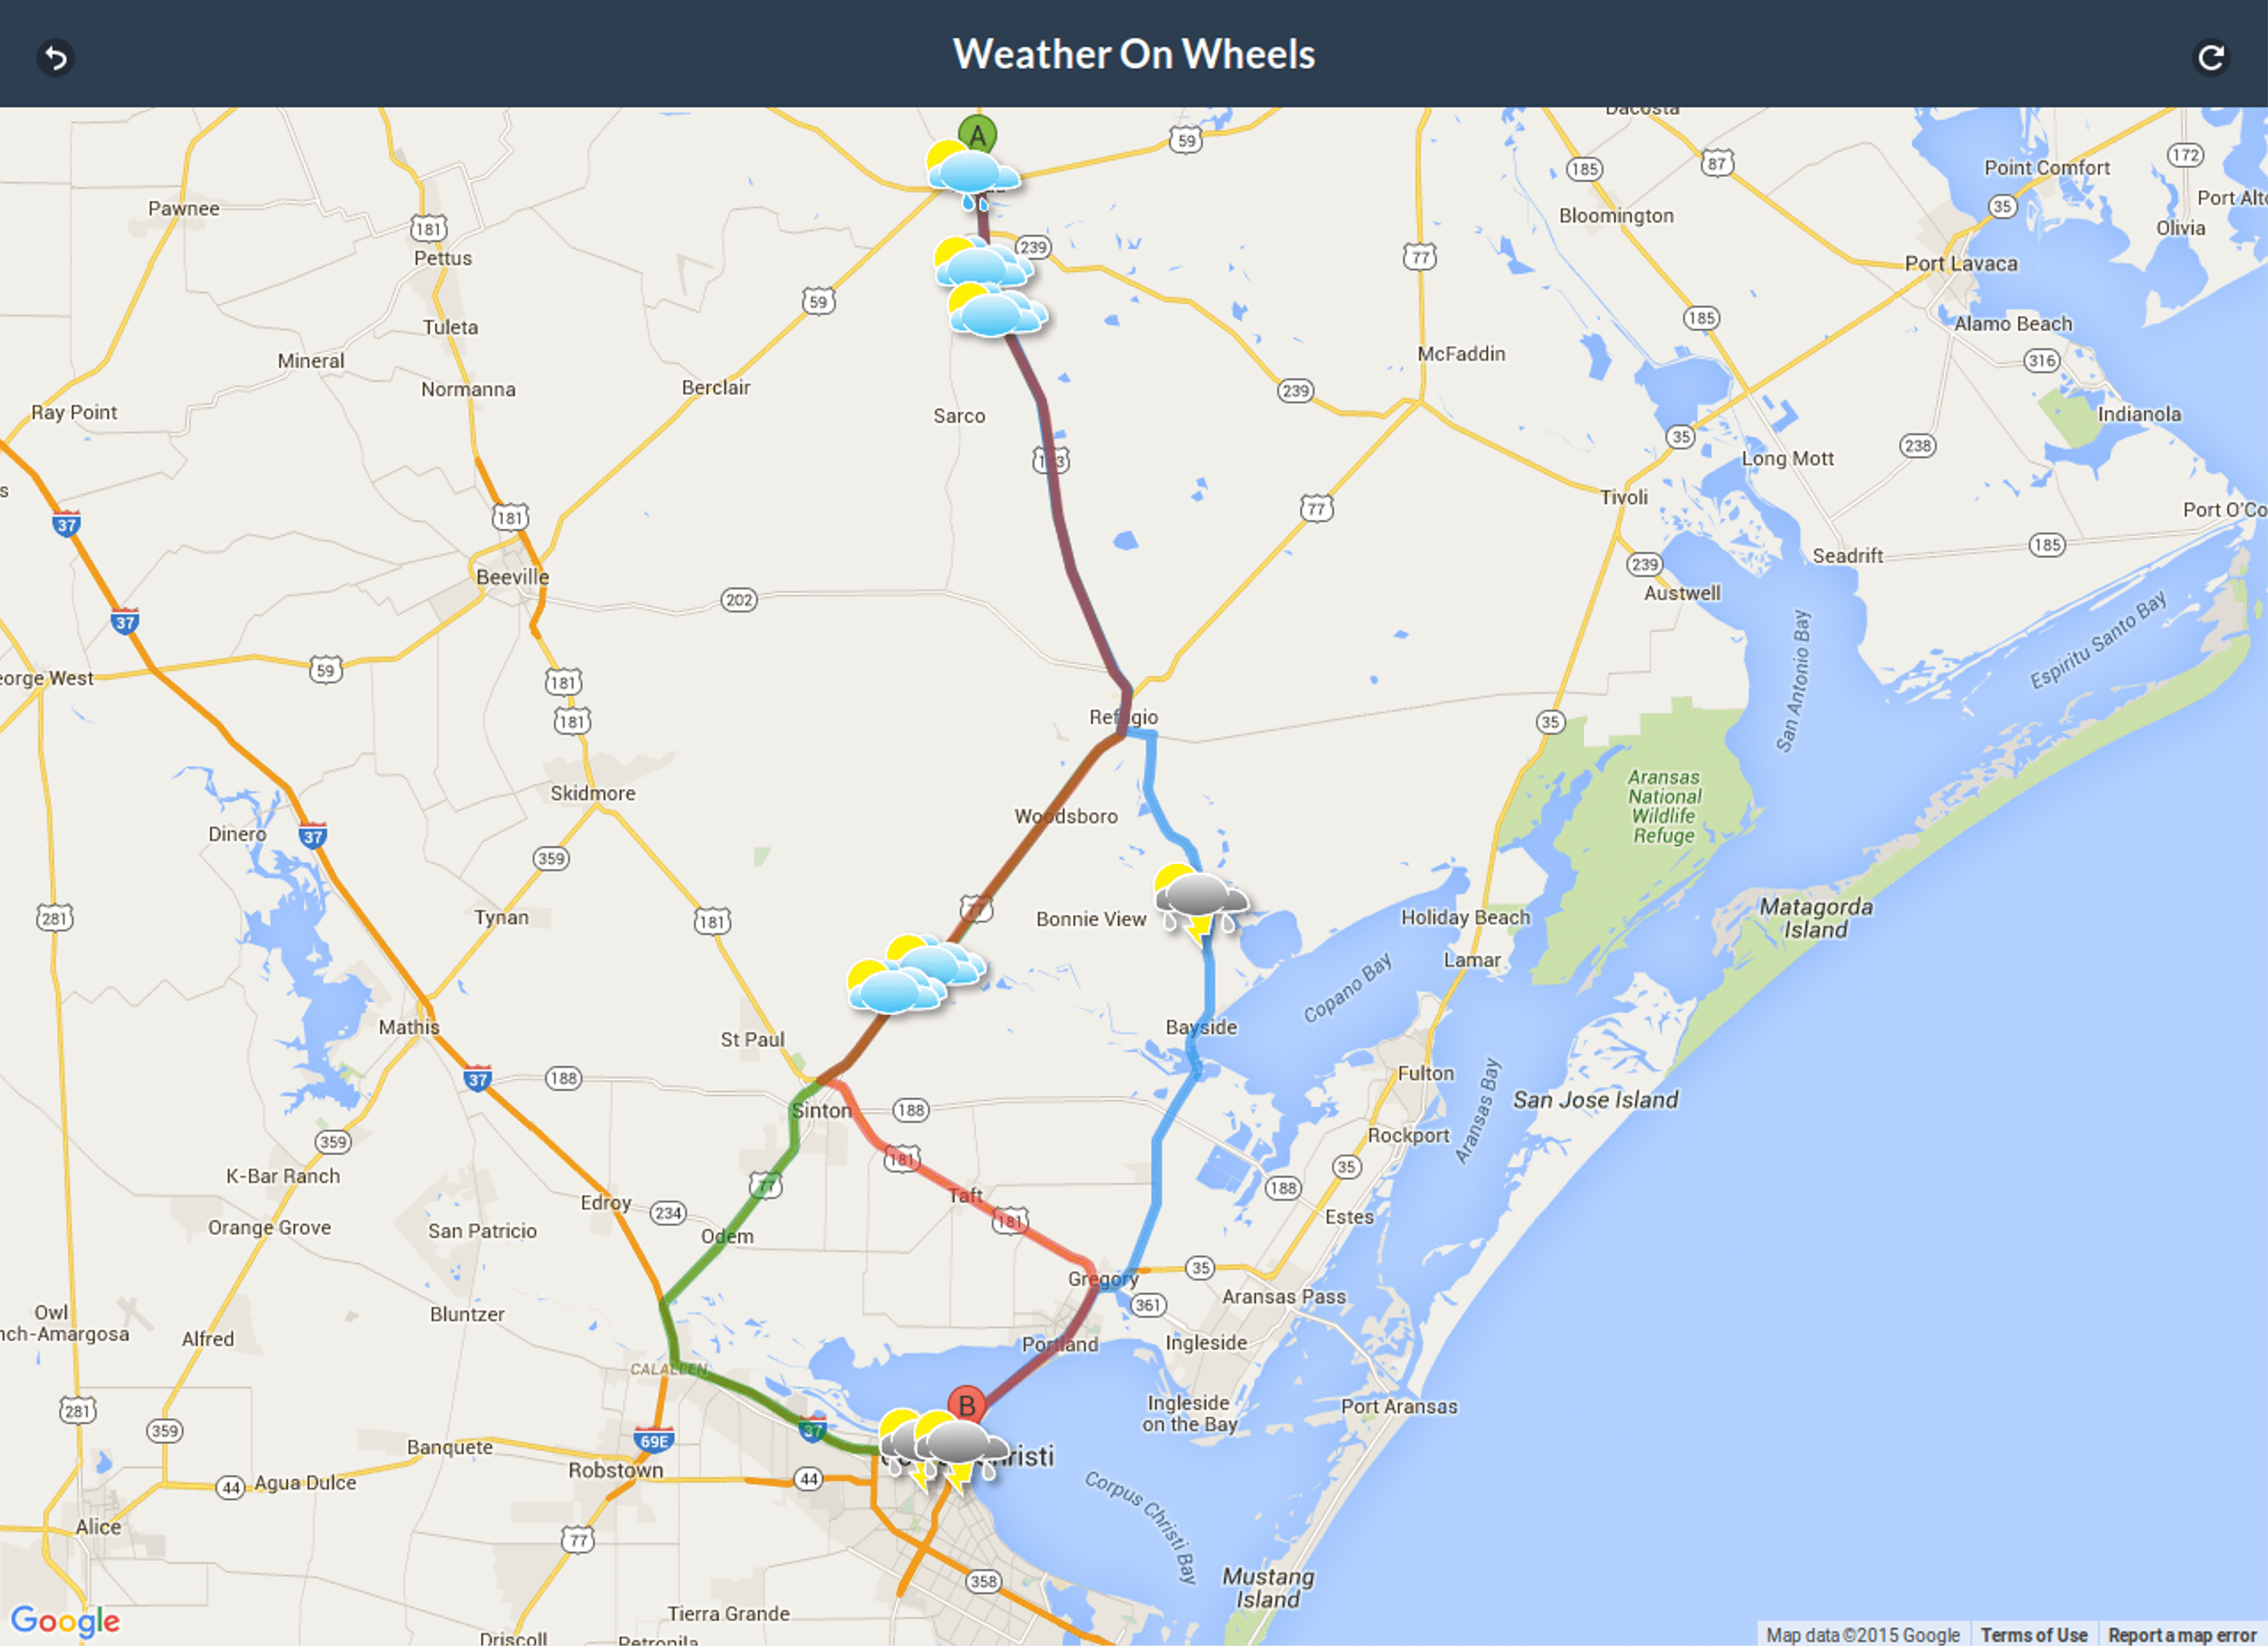 Weather On Wheels
Dacosta
A
59
185
87
Point Comfort
172
35
Port Alto
Pawnee
Bloomington
Olivia
181
Pettus
239
77
Port Lavaca
59
185
Tuleta
Alamo Beach
Mineral
McFaddin
316
Normanna
Berclair
239
Ray Point
Sarco
Indianola
35
238
183
Long Mott
Tivoli
s
37
181
77
Port O'Co
Seadrift
185
Beeville
239
Austwell
202
37
San Antonio Bay
Espiritu Santo Bay
59
eorge West
181
181
Refugio
35
Skidmore
Aransas
National
Wildlife
Refuge
Dinero
37
Woodsboro
359
281
Tynan
181
77
Bonnie View
Holiday Beach
Matagorda
Island
Lamar
Copano Bay
Mathis
St Paul
Bayside
37
188
Fulton
Aransas Bay
San Jose Island
Sinton
188
359
Rockport
181
K-Bar Ranch
77
Taft
35
188
Edroy
234
Orange Grove
San Patricio
Odem
181
Estes
Gregory
35
Owl
nch-Amargosa
Bluntzer
361
Aransas Pass
Alfred
Portland
Ingleside
CALALLEN
281
B
Ingleside
on the Bay
Port Aransas
359
37
69E
Banquete
Robstown
risti
44
Agua Dulce
44
Corpus Christi Bay
Alice
77
358
Mustang
Island
Google
Tierra Grande
Driscoll
Petronila
Map data ©2015 Google
Terms of Use
Report a map error